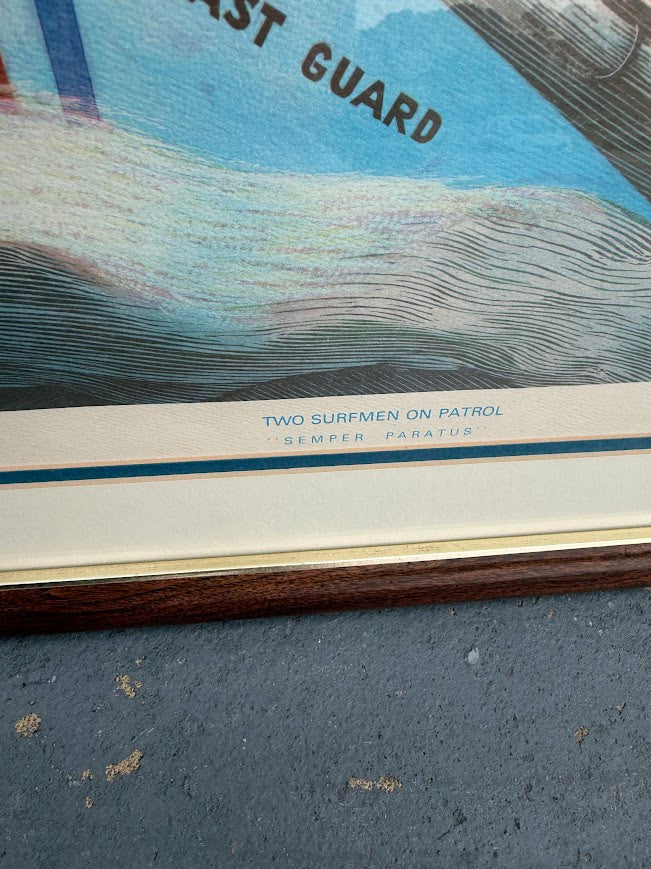 AST GUARD
TWO SURFMEN ON PATROL
"SEMPER PARATUS"